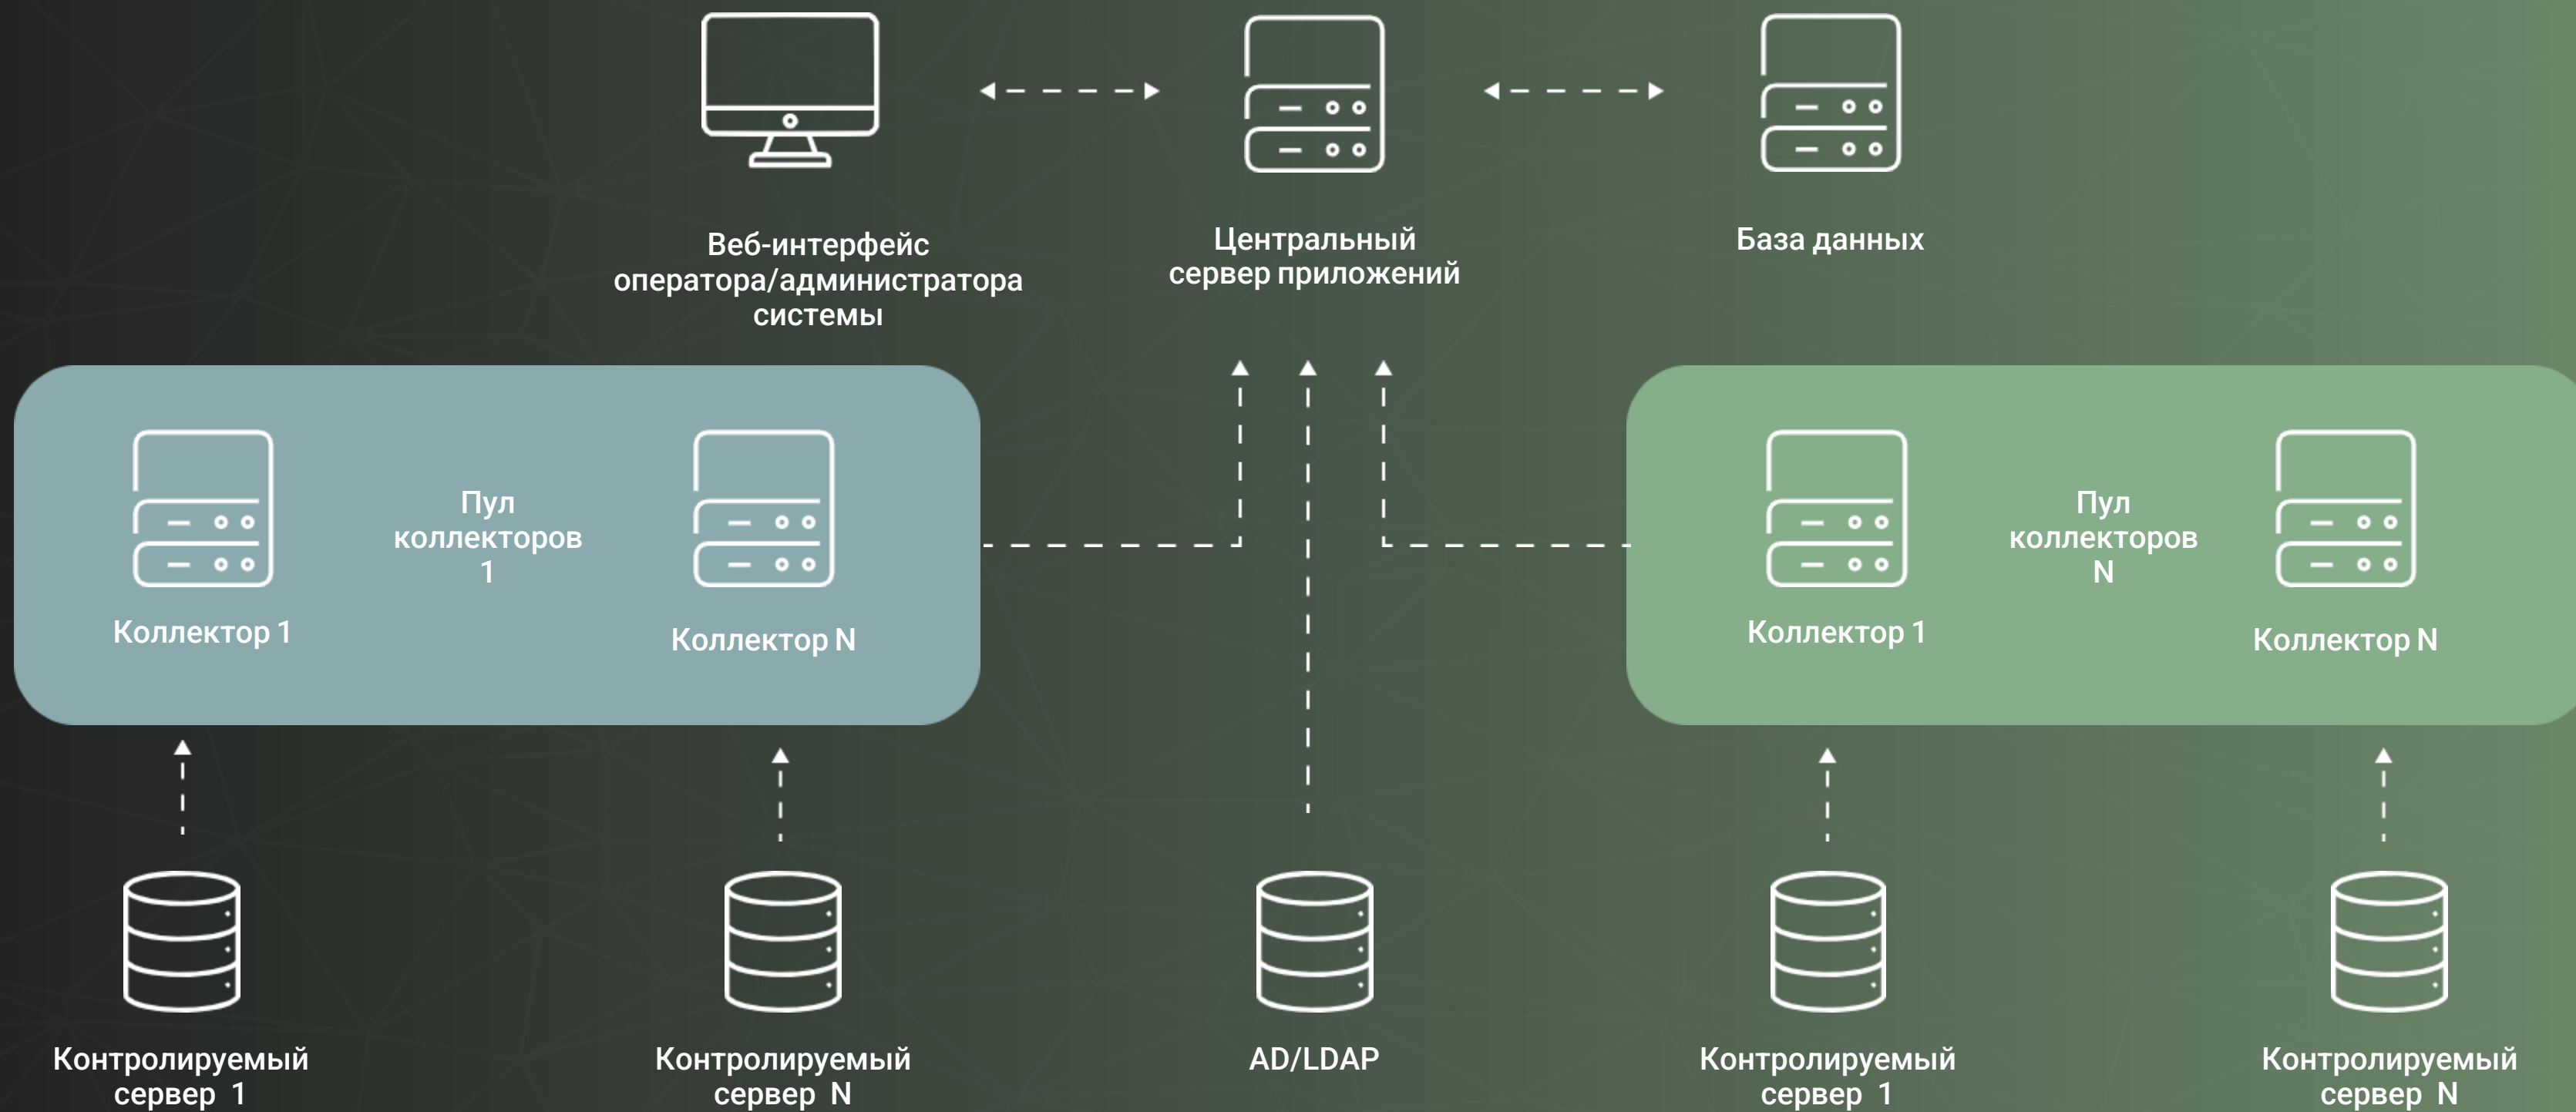 Веб-интерфейс
оператора/администратора
системы
Центральный
сервер приложений
База данных
Пул
коллекторов
1
Коллектор 1
Коллектор N
Пул
коллекторов
N
Коллектор 1
Коллектор N
Контролируемый
сервер 1
Контролируемый
сервер N
AD/LDAP
Контролируемый
сервер 1
Контролируемый
сервер N